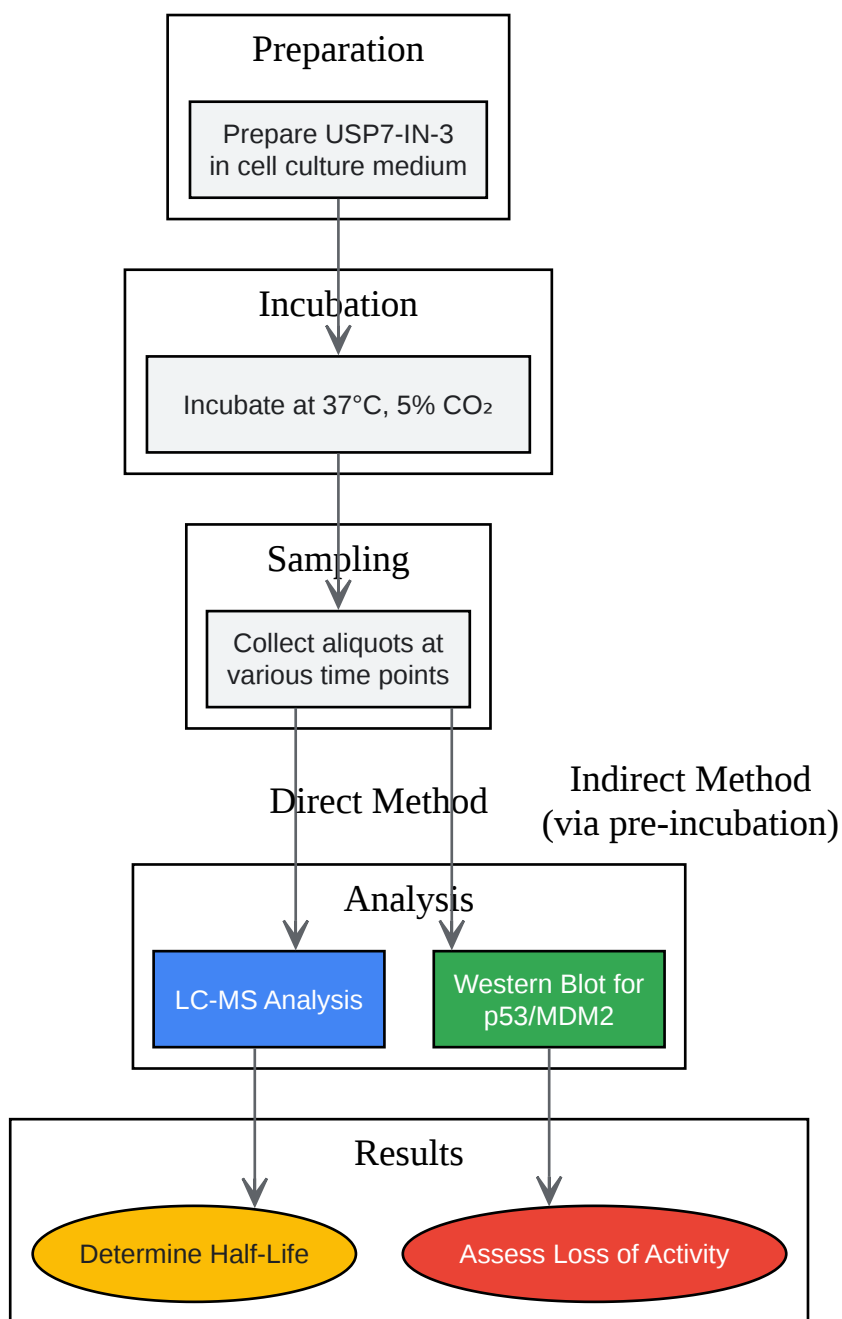 Preparation
Prepare USP7-IN-3
in cell culture medium
Incubation
Incubate at 37°C, 5% CO₂
Sampling
Collect aliquots at
various time points
Direct Method
Indirect Method
(via pre-incubation)
Analysis
LC-MS Analysis
Western Blot for
p53/MDM2
Results
Determine Half-Life
Assess Loss of Activity